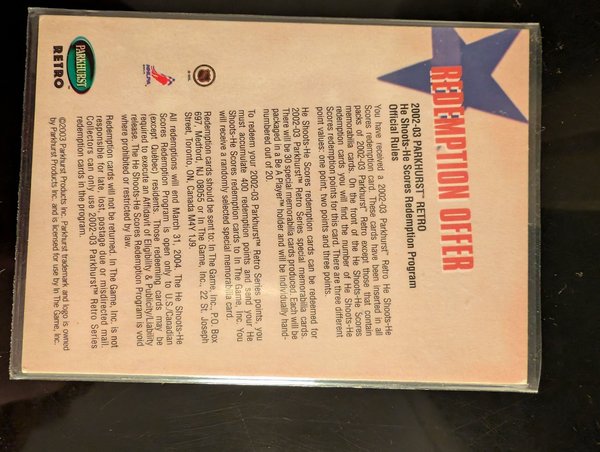 REDEMPTION OFFER
2002-03 PARKHURST™ RETRO
He Shoots-He Scores Redemption Program
Official Rules
You have received a 2002-03 Parkhurst™ Retro He Shoots-He
Scores redemption card. These cards have been inserted in all
packs of 2002-03 Parkhurst™ Retro except those that contain
memorabilia cards. On the front of the He Shoots-He Scores
redemption cards you will find the number of He Shoots-He
Scores redemption points for this card. There are three different
point values: one point, two points and three points.
He Shoots-He Scores redemption cards can be redeemed for
2002-03 Parkhurst™ Retro Series special memorabilia cards.
There will be 30 special memorabilia cards produced. Each will be
packaged in a Be A Player™ holder and will be individually hand-
numbered out of 20.
To redeem your 2002-03 Parkhurst™ Retro Series points, you
must accumulate 400 redemption points and send your He
Shoots-He Scores redemption cards to In The Game, Inc. You
will receive a randomly selected special memorabilia card.
Redemption cards should be sent to: In The Game, Inc., P.O. Box
697, Medford, NJ 08055 or In The Game, Inc., 22 St. Joseph
Street, Toronto, ON, Canada M4Y 1J9.
All redemptions will end March 31, 2004. The He Shoots-He
Scores Redemption Program is open only to U.S./Canadian
(except Quebec) residents. Those redeeming cards may be
required to execute an Affidavit of Eligibility & Publicity/Liability
release. The He Shoots-He Scores Redemption Program is void
where prohibited or restricted by law.
Redemption cards will not be returned. In The Game, Inc. is not
responsible for late, lost, postage due or misdirected mail.
Collectors can only use 2002-03 Parkhurst™ Retro Series
redemption cards in the program.
©2003 Parkhurst Products Inc. Parkhurst trademark and logo is owned
by Parkhurst Products Inc. and is licensed for use by In The Game, Inc.
NHLPA
PARKHURST
RETRO